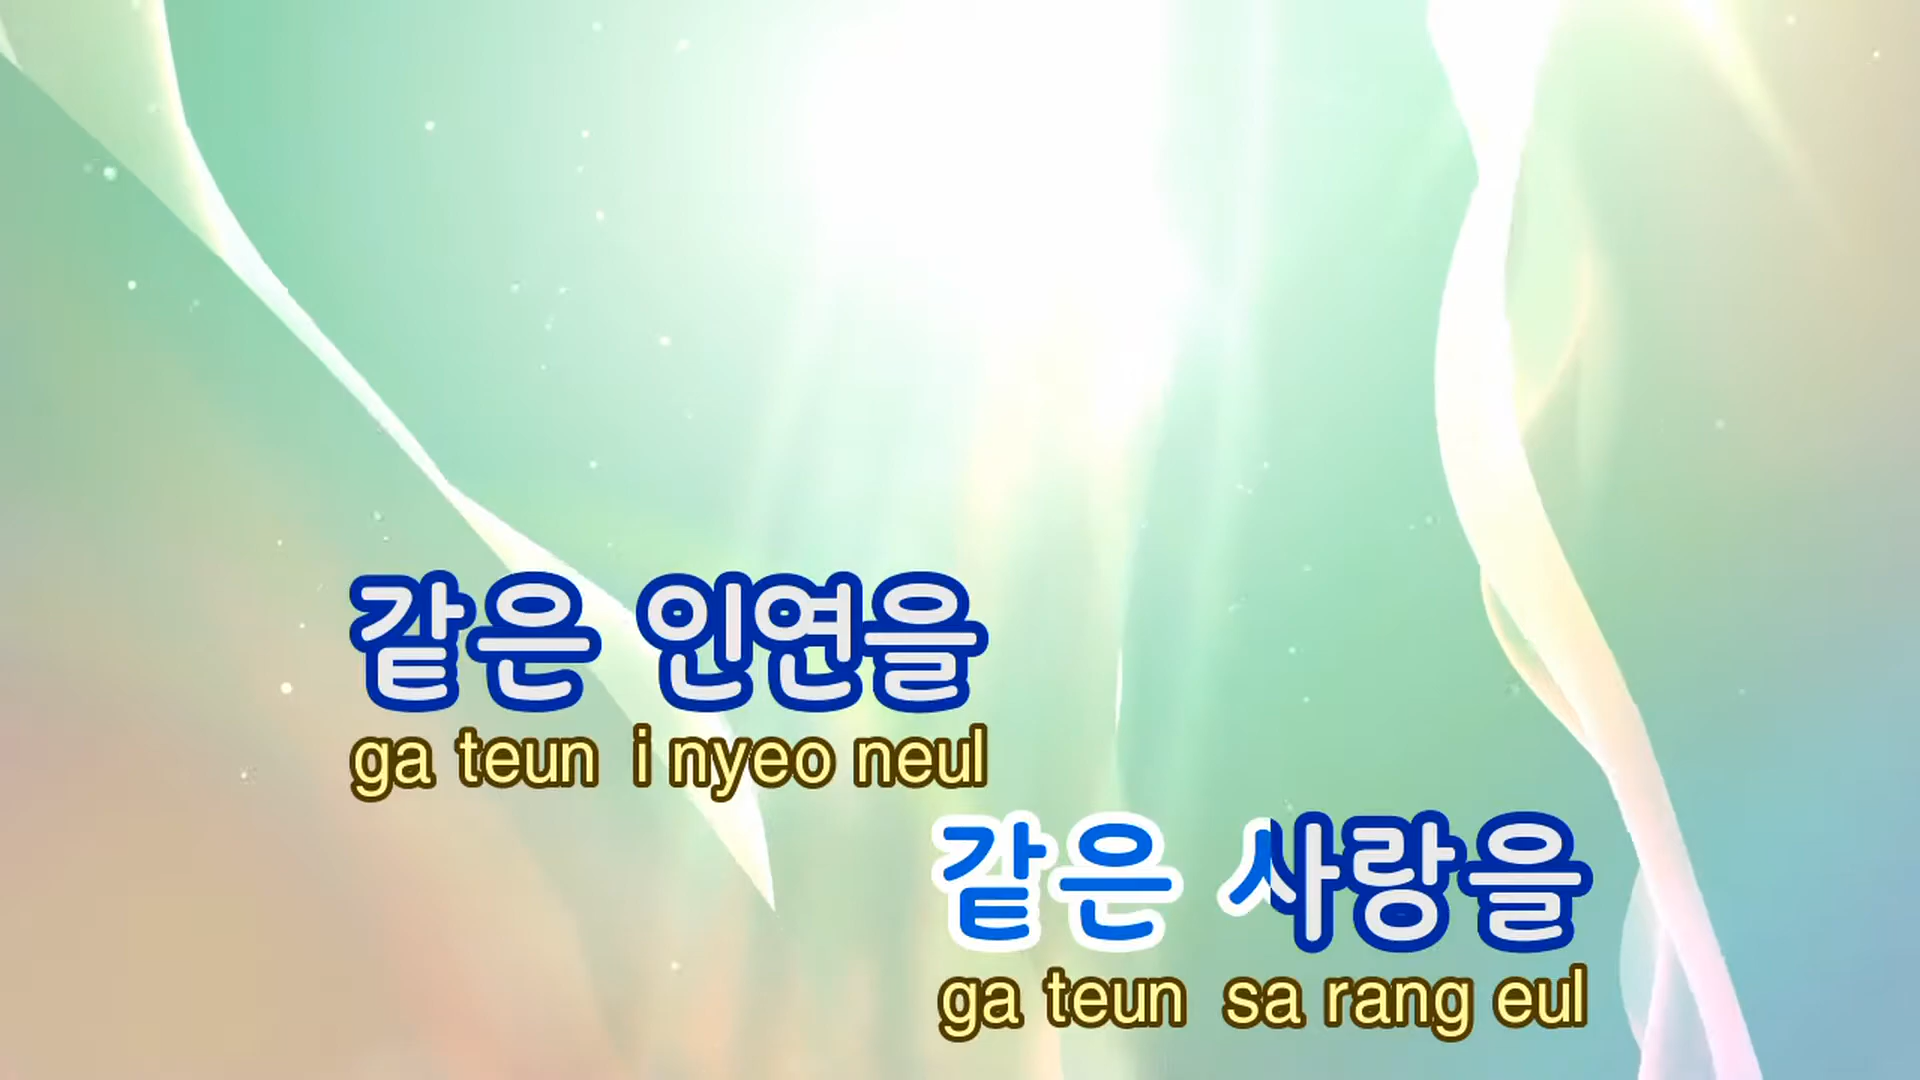 같은 인연을
ga teun i nyeo neul
같은 사랑을
ga teun sa rang eul